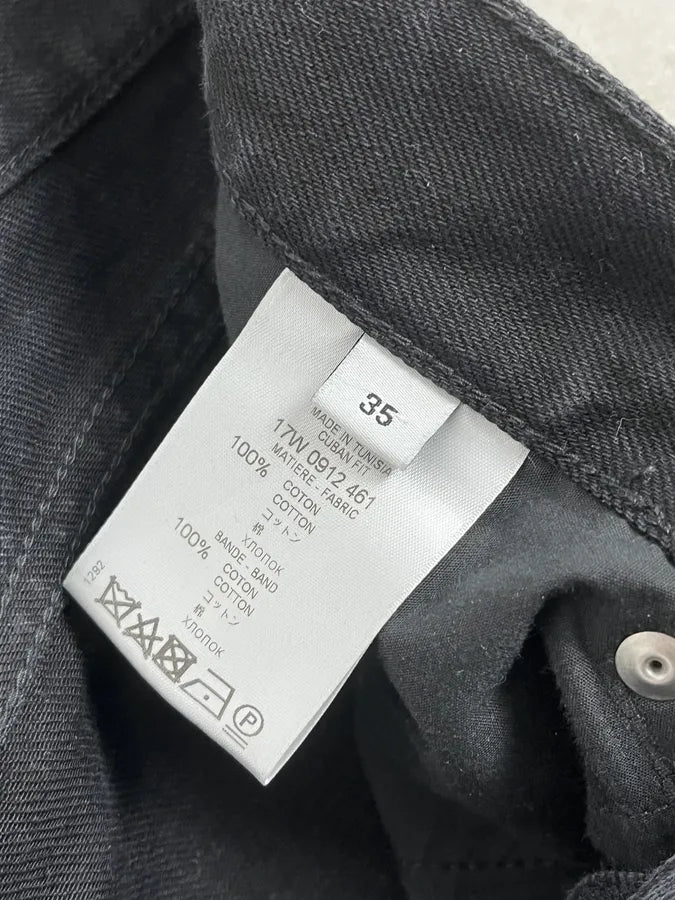 35
MADE IN TUNISIA
CUBAN FIT
17W 0912 461
MATIERE - FABRIC
100% COTON
COTTON
コットン
棉
ХЛОПОК
BANDE - BAND
100% COTON
COTTON
コットン
棉
ХЛОПОК
1292
P